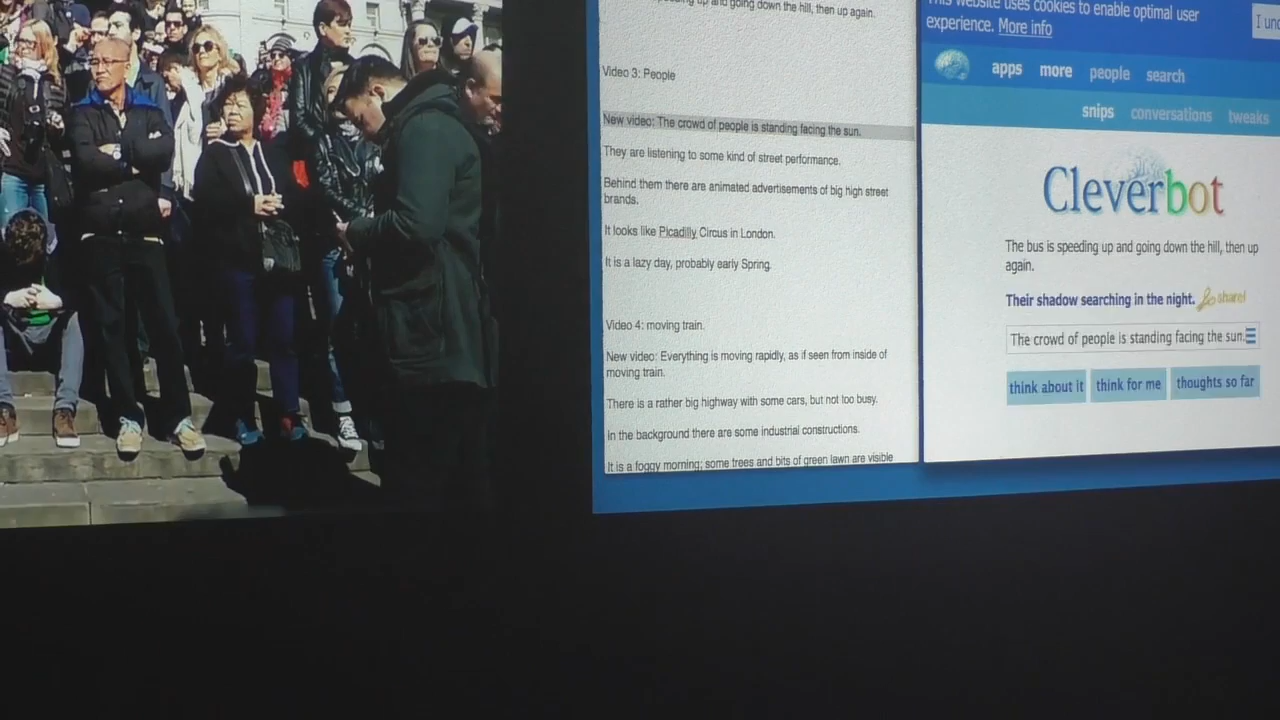 up and going down the hill, then up again.
Video 3: People
New video: The crowd of people is standing facing the sun.
They are listening to some kind of street performance.
Behind them there are animated advertisements of big high street
brands.
It looks like Picadilly Circus in London.
It is a lazy day, probably early Spring.
Video 4: moving train.
New video: Everything is moving rapidly, as if seen from inside of
moving train.
There is a rather big highway with some cars, but not too busy.
In the background there are some industrial constructions.
It is a foggy morning; some trees and bits of green lawn are visible
This website uses cookies to enable optimal user
experience. More info
apps more people search
snips conversations tweaks
Cleverbot
The bus is speeding up and going down the hill, then up
again.
Their shadow searching in the night. share!
The crowd of people is standing facing the sun.
think about it think for me thoughts so far